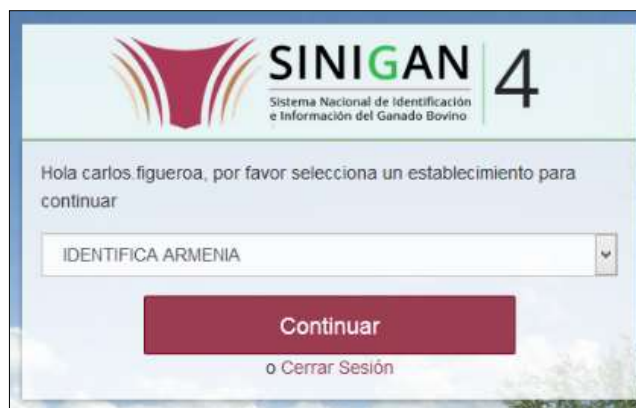 SINIGAN 4
Sistema Nacional de Identificación
e Información del Ganado Bovino
Hola carlos.figueroa, por favor selecciona un establecimiento para
continuar
IDENTIFICA ARMENIA
Continuar
o Cerrar Sesión